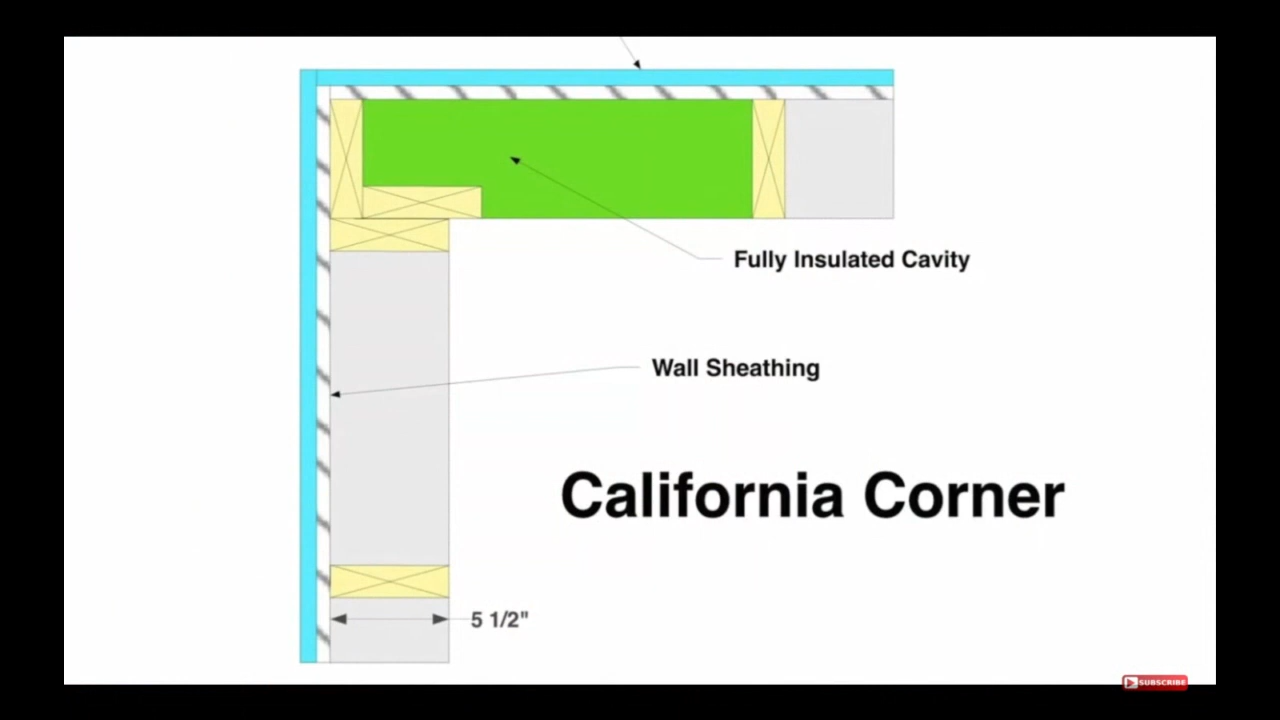 Fully Insulated Cavity
Wall Sheathing
California Corner
5 1/2"
SUBSCRIBE